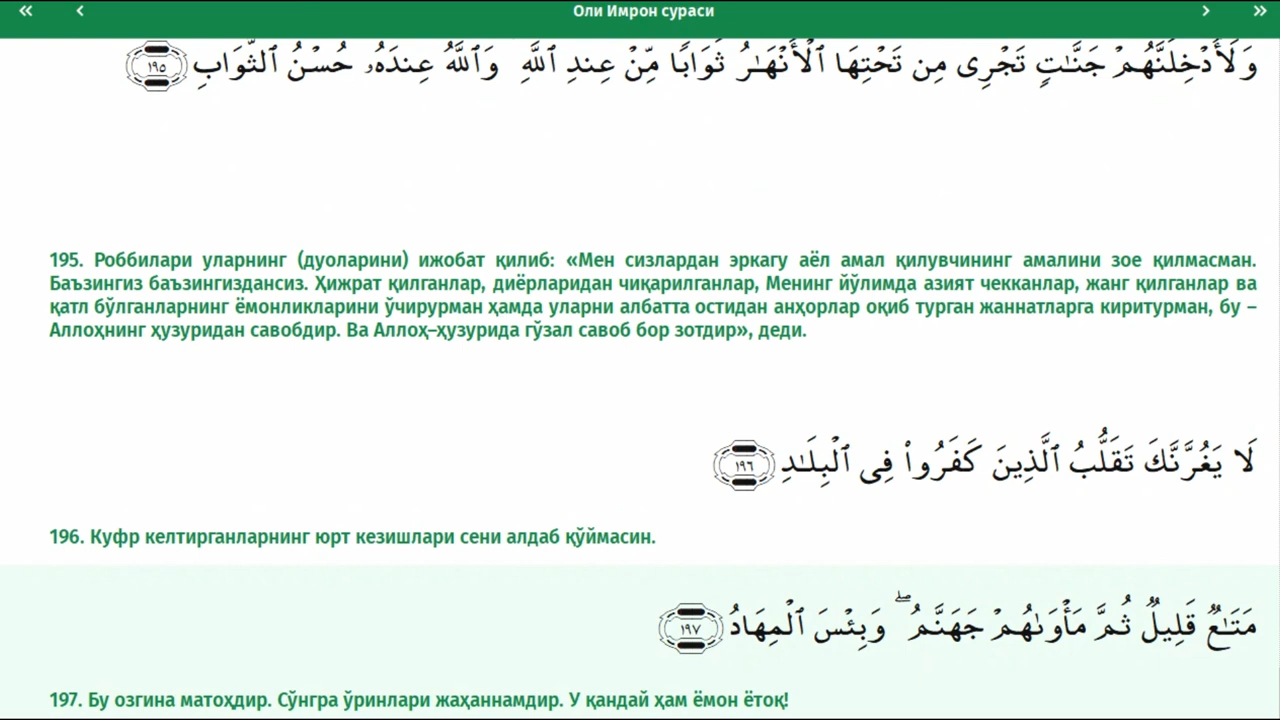 « ‹ Оли Имрон сураси › »
وَلَأُدْخِلَنَّهُمْ جَنَّـٰتٍ تَجْرِى مِن تَحْتِهَا ٱلْأَنْهَـٰرُ ثَوَابًا مِّنْ عِندِ ٱللَّهِ وَٱللَّهُ عِندَهُۥ حُسْنُ ٱلثَّوَابِ ١٩٥
195. Роббилари уларнинг (дуоларини) ижобат қилиб: «Мен сизлардан эркагу аёл амал қилувчининг амалини зое қилмасман.
Баъзингиз баъзингиздансиз. Ҳижрат қилганлар, диёрларидан чиқарилганлар, Менинг йўлимда азият чекканлар, жанг қилганлар ва
қатл бўлганларнинг ёмонликларини ўчирурман ҳамда уларни албатта остидан анҳорлар оқиб турган жаннатларга киритурман, бу –
Аллоҳнинг ҳузуридан савобдир. Ва Аллоҳ–ҳузурида гўзал савоб бор зотдир», деди.
لَا يَغُرَّنَّكَ تَقَلُّبُ ٱلَّذِينَ كَفَرُوا۟ فِى ٱلْبِلَـٰدِ ١٩٦
196. Куфр келтирганларнинг юрт кезишлари сени алдаб қўймасин.
مَتَـٰعٌ قَلِيلٌ ثُمَّ مَأْوَىٰهُمْ جَهَنَّمُ ۖ وَبِئْسَ ٱلْمِهَادُ ١٩٧
197. Бу озгина матоҳдир. Сўнгра ўринлари жаҳаннамдир. У қандай ҳам ёмон ётоқ!